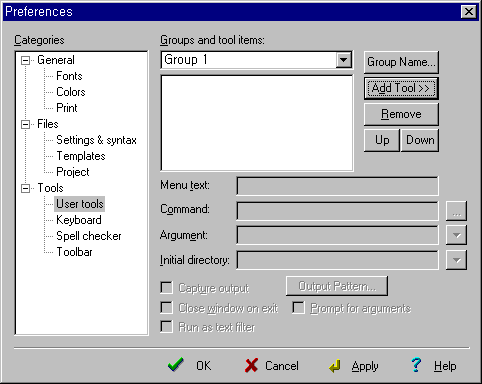 Preferences
Categories
General
Fonts
Colors
Print
Files
Settings & syntax
Templates
Project
Tools
User tools
Keyboard
Spell checker
Toolbar
Groups and tool items:
Group 1
Group Name...
Add Tool >>
Remove
Up Down
Menu text:
Command:
...
Argument:
Initial directory:
Capture output
Output Pattern...
Close window on exit
Prompt for arguments
Run as text filter
OK Cancel Apply ? Help